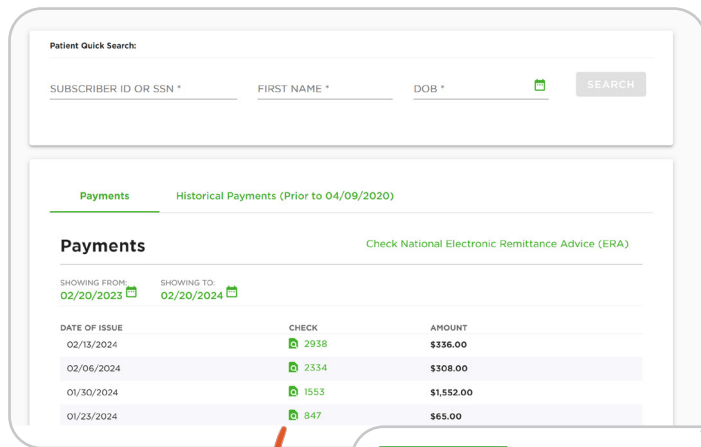 Patient Quick Search:
SUBSCRIBER ID OR SSN * FIRST NAME * DOB * SEARCH
Payments Historical Payments (Prior to 04/09/2020)
Payments Check National Electronic Remittance Advice (ERA)
SHOWING FROM: SHOWING TO:
02/20/2023 02/20/2024
DATE OF ISSUE CHECK AMOUNT
02/13/2024 2938 $336.00
02/06/2024 2334 $308.00
01/30/2024 1553 $1,552.00
01/23/2024 847 $65.00